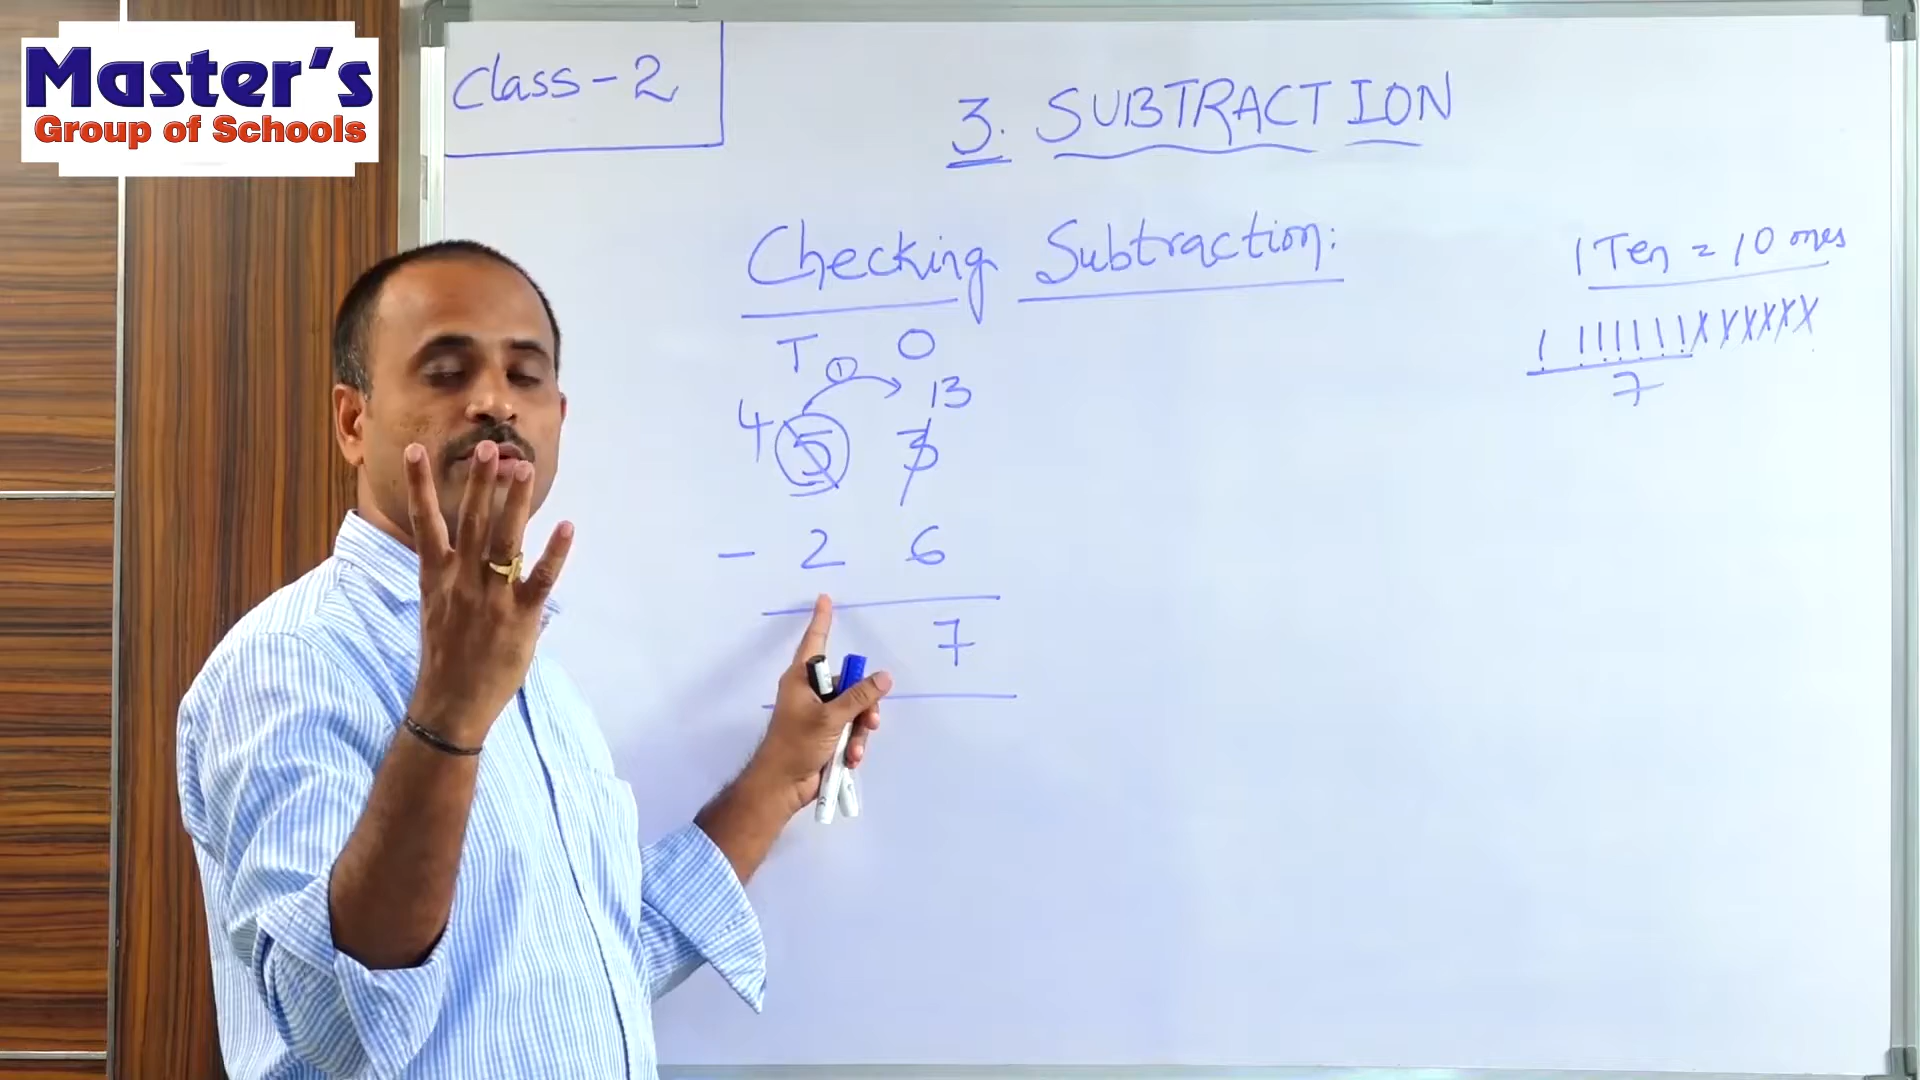 Master's
Group of Schools
Class-2
3. SUBTRACTION
Checking Subtraction:
1 Ten = 10 ones
7
T O
1
4 13
5 3
- 2 6
7